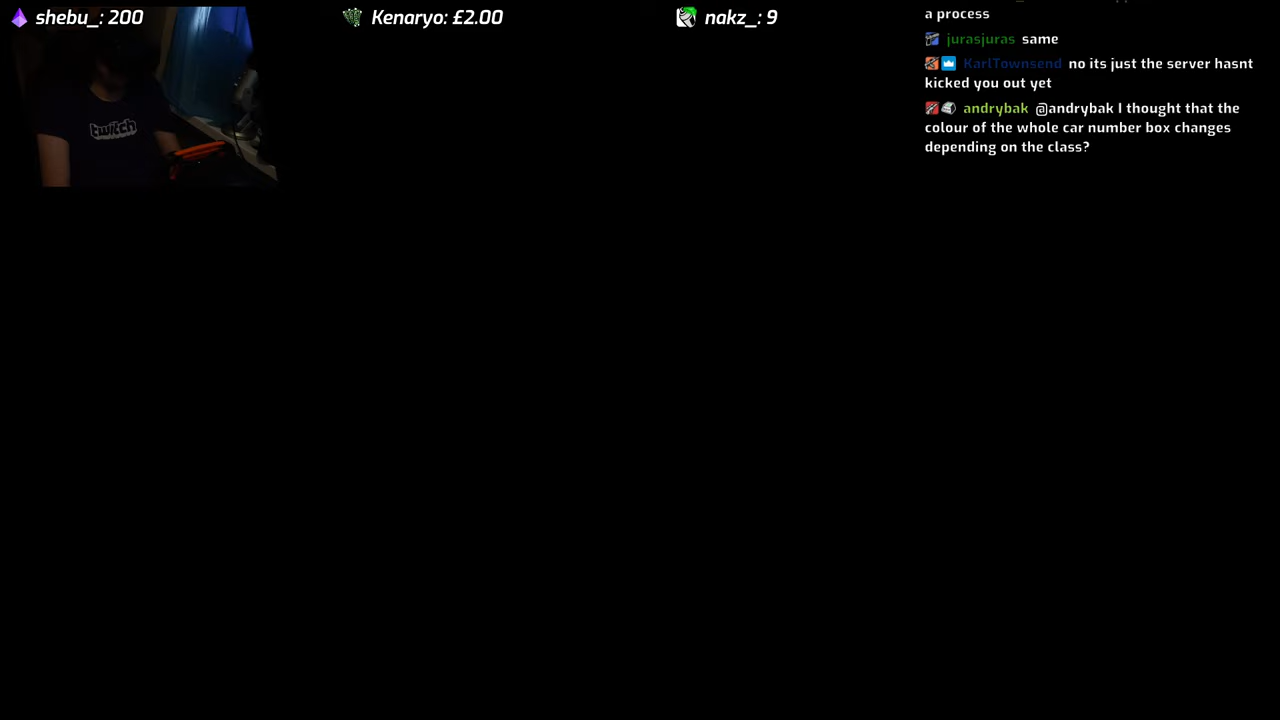 shebu_: 200
Kenaryo: £2.00
nakz_: 9
a process
jurasjuras same
KarlTownsend no its just the server hasnt
kicked you out yet
andrybak @andrybak I thought that the
colour of the whole car number box changes
depending on the class?
twitch